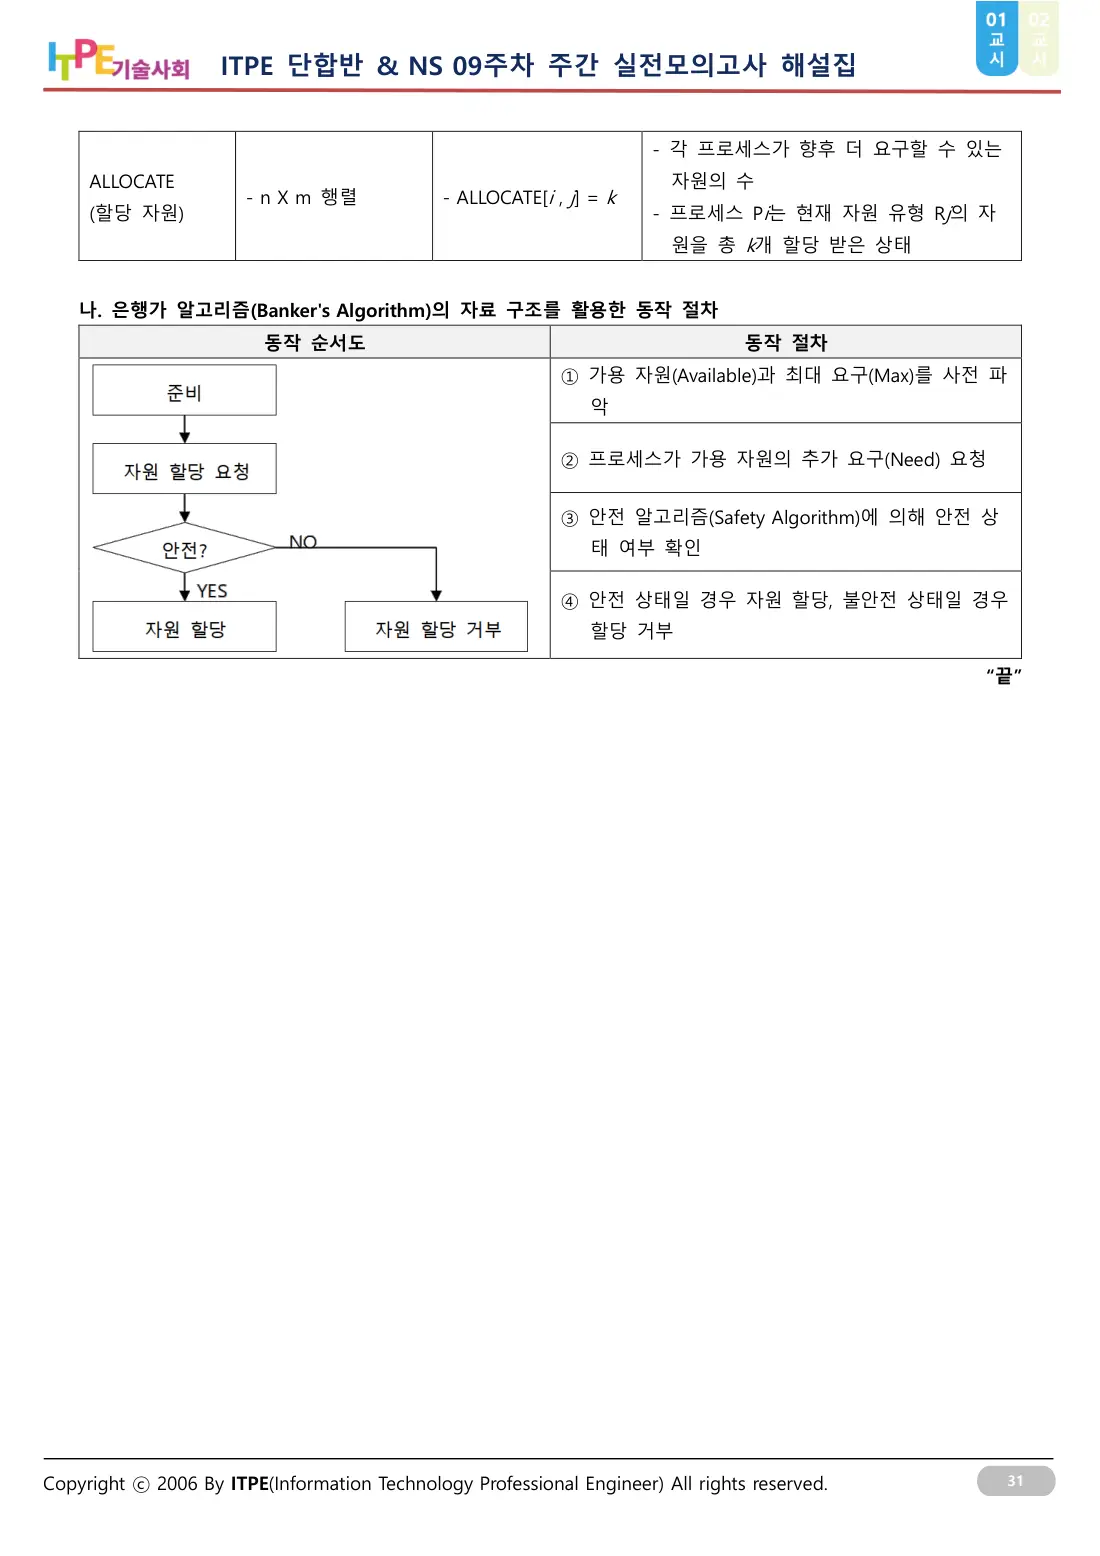 01
교
시
02
교
시
ITPE기술사회
ITPE 단합반 & NS 09주차 주간 실전모의고사 해설집
ALLOCATE
(할당 자원)
- n X m 행렬
- ALLOCATE[i , j] = k
- 각 프로세스가 향후 더 요구할 수 있는
자원의 수
- 프로세스 Pi는 현재 자원 유형 Rj의 자
원을 총 k개 할당 받은 상태
나. 은행가 알고리즘(Banker's Algorithm)의 자료 구조를 활용한 동작 절차
동작 순서도
동작 절차
준비
자원 할당 요청
안전?
NO
YES
자원 할당
자원 할당 거부
① 가용 자원(Available)과 최대 요구(Max)를 사전 파
악
② 프로세스가 가용 자원의 추가 요구(Need) 요청
③ 안전 알고리즘(Safety Algorithm)에 의해 안전 상
태 여부 확인
④ 안전 상태일 경우 자원 할당, 불안전 상태일 경우
할당 거부
“끝”
Copyright ⓒ 2006 By ITPE(Information Technology Professional Engineer) All rights reserved.
31